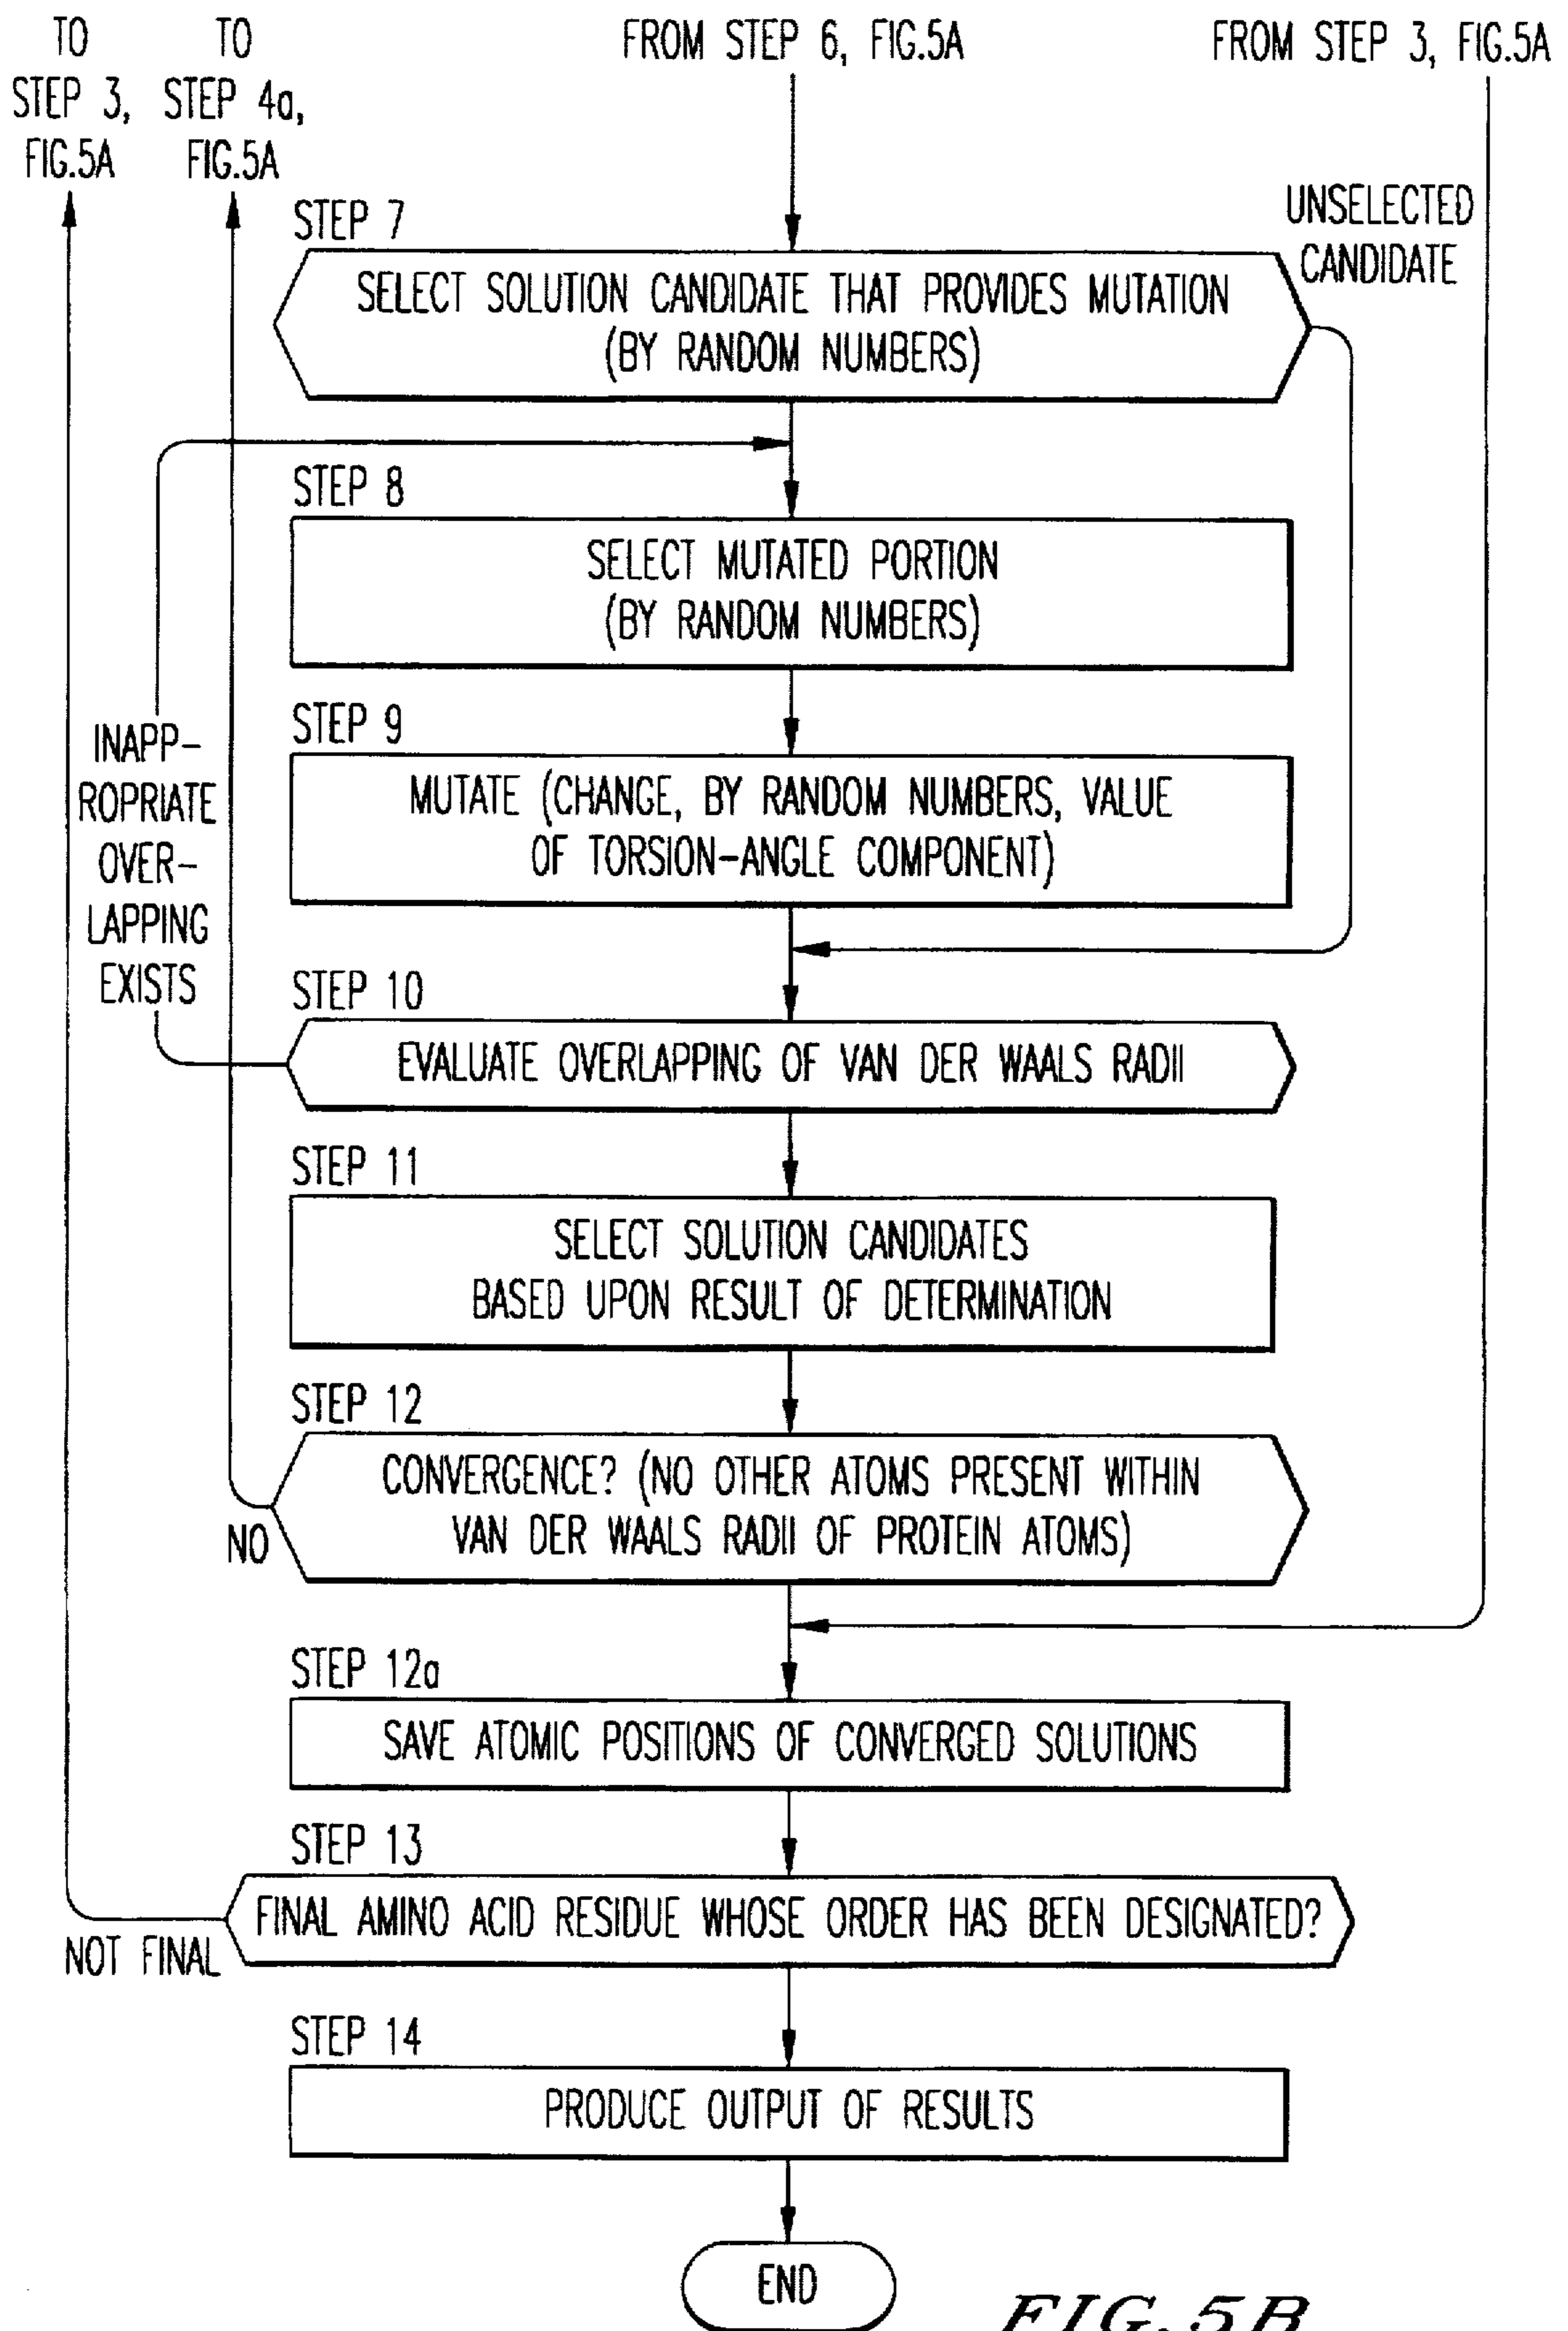 TO
STEP 3,
FIG.5A
TO
STEP 4a,
FIG.5A
FROM STEP 6, FIG.5A
FROM STEP 3, FIG.5A
UNSELECTED
CANDIDATE
STEP 7
SELECT SOLUTION CANDIDATE THAT PROVIDES MUTATION
(BY RANDOM NUMBERS)
STEP 8
SELECT MUTATED PORTION
(BY RANDOM NUMBERS)
STEP 9
MUTATE (CHANGE, BY RANDOM NUMBERS, VALUE
OF TORSION-ANGLE COMPONENT)
INAPP-
ROPRIATE
OVER-
LAPPING
EXISTS
STEP 10
EVALUATE OVERLAPPING OF VAN DER WAALS RADII
STEP 11
SELECT SOLUTION CANDIDATES
BASED UPON RESULT OF DETERMINATION
STEP 12
CONVERGENCE? (NO OTHER ATOMS PRESENT WITHIN
VAN DER WAALS RADII OF PROTEIN ATOMS)
NO
STEP 12a
SAVE ATOMIC POSITIONS OF CONVERGED SOLUTIONS
STEP 13
FINAL AMINO ACID RESIDUE WHOSE ORDER HAS BEEN DESIGNATED?
NOT FINAL
STEP 14
PRODUCE OUTPUT OF RESULTS
END
FIG.5B